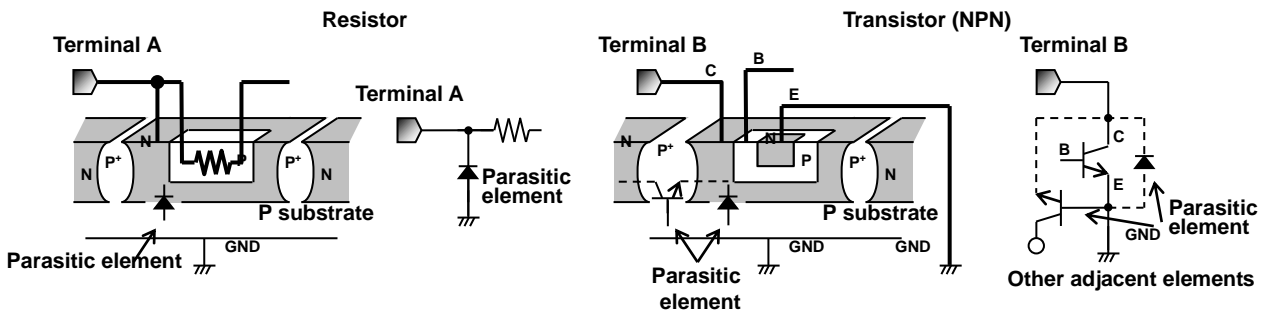 Resistor
Transistor (NPN)
Terminal A
Terminal B
Terminal B
C
B
E
Terminal A
N
P
N
P+
P+
N
N
N
P+
P
P+
N
B
C
E
Parasitic
element
P substrate
P substrate
GND
GND
GND
GND
Parasitic element
Parasitic
element
Parasitic
element
Other adjacent elements